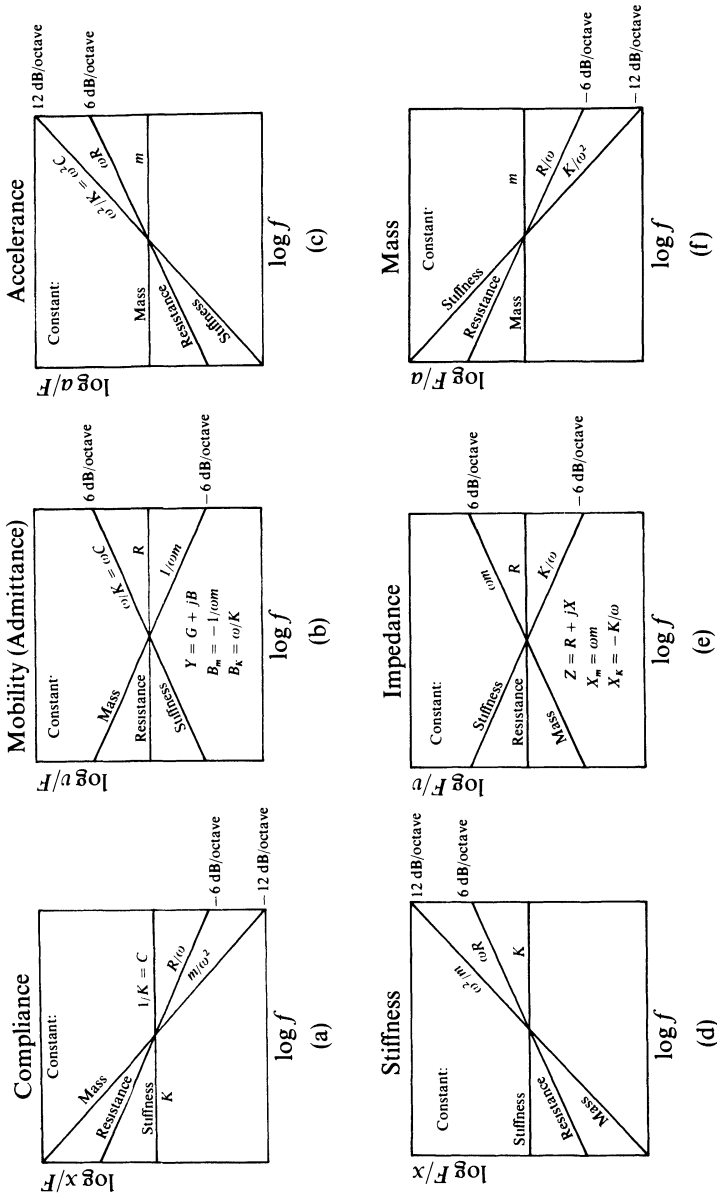 Compliance
log x/F
Constant:
Mass
Resistance
Stiffness
K
1/K = C
R/ω
m/ω²
−6 dB/octave
−12 dB/octave
log f
(a)
Mobility (Admittance)
log v/F
Constant·
Mass
Resistance
Stiffness
ω/K = ωC
R
1/ωm
Y = G + jB
B_m = −1/ωm
B_K = ω/K
6 dB/octave
−6 dB/octave
log f
(b)
Accelerance
log a/F
Constant:
Mass
Resistance
Stiffness
ω²/K = ω²C
ωR
m
12 dB/octave
6 dB/octave
log f
(c)
Stiffness
log F/x
Constant:
Stiffness
Resistance
Mass
ω²/m
ωR
K
12 dB/octave
6 dB/octave
log f
(d)
Impedance
log F/v
Constant:
Stiffness
Resistance
Mass
ωm
R
K/ω
Z = R + jX
X_m = ωm
X_K = −K/ω
6 dB/octave
−6 dB/octave
log f
(e)
Mass
log F/a
Constant·
Stiffness
Resistance
Mass
m
R/ω
K/ω²
−6 dB/octave
−12 dB/octave
log f
(f)